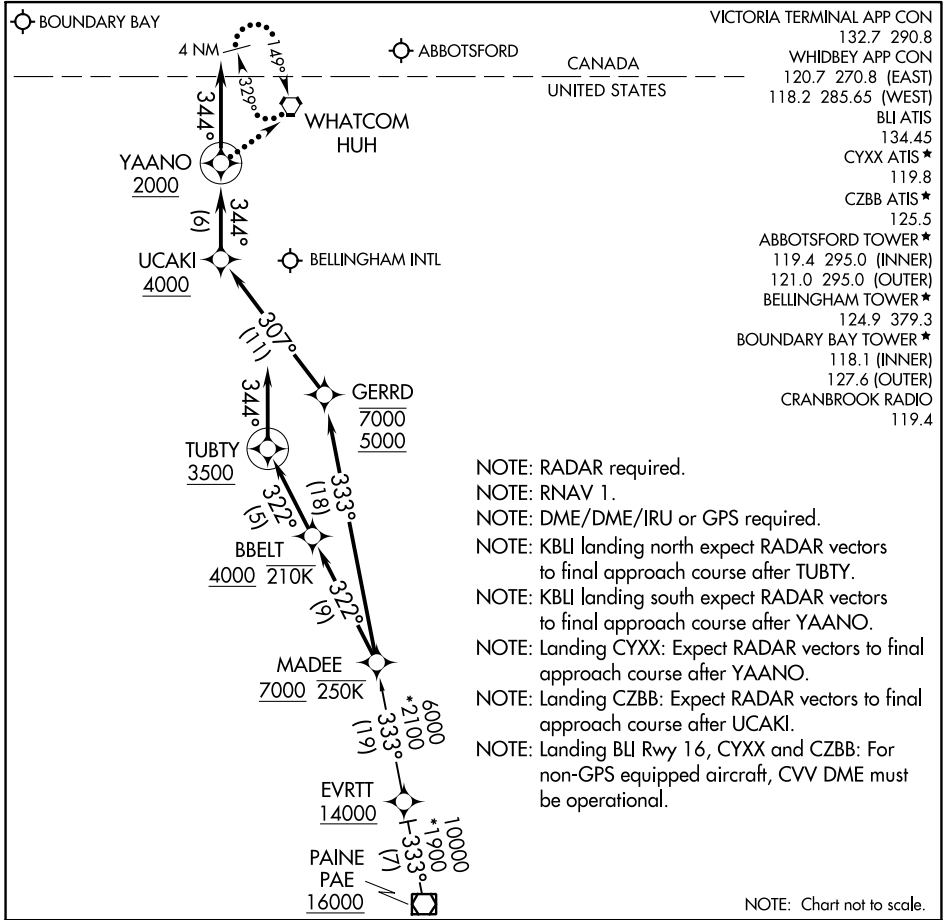 BOUNDARY BAY
ABBOTSFORD
CANADA
UNITED STATES
4 NM
149°
329°
WHATCOM
HUH
344°
YAANO
2000
344°
(6)
UCAKI
4000
BELLINGHAM INTL
307°
(11)
GERRD
7000
5000
344°
TUBTY
3500
333°
(18)
322°
(5)
BBELT
4000 210K
322°
(9)
MADEE
7000 250K
6000
*2100
333°
(19)
EVRTT
14000
10000
*1900
333°
(7)
PAINE
PAE
16000
VICTORIA TERMINAL APP CON
132.7 290.8
WHIDBEY APP CON
120.7 270.8 (EAST)
118.2 285.65 (WEST)
BLI ATIS
134.45
CYXX ATIS ★
119.8
CZBB ATIS ★
125.5
ABBOTSFORD TOWER ★
119.4 295.0 (INNER)
121.0 295.0 (OUTER)
BELLINGHAM TOWER ★
124.9 379.3
BOUNDARY BAY TOWER ★
118.1 (INNER)
127.6 (OUTER)
CRANBROOK RADIO
119.4
NOTE: RADAR required.
NOTE: RNAV 1.
NOTE: DME/DME/IRU or GPS required.
NOTE: KBLI landing north expect RADAR vectors
to final approach course after TUBTY.
NOTE: KBLI landing south expect RADAR vectors
to final approach course after YAANO.
NOTE: Landing CYXX: Expect RADAR vectors to final
approach course after YAANO.
NOTE: Landing CZBB: Expect RADAR vectors to final
approach course after UCAKI.
NOTE: Landing BLI Rwy 16, CYXX and CZBB: For
non-GPS equipped aircraft, CVV DME must
be operational.
NOTE: Chart not to scale.